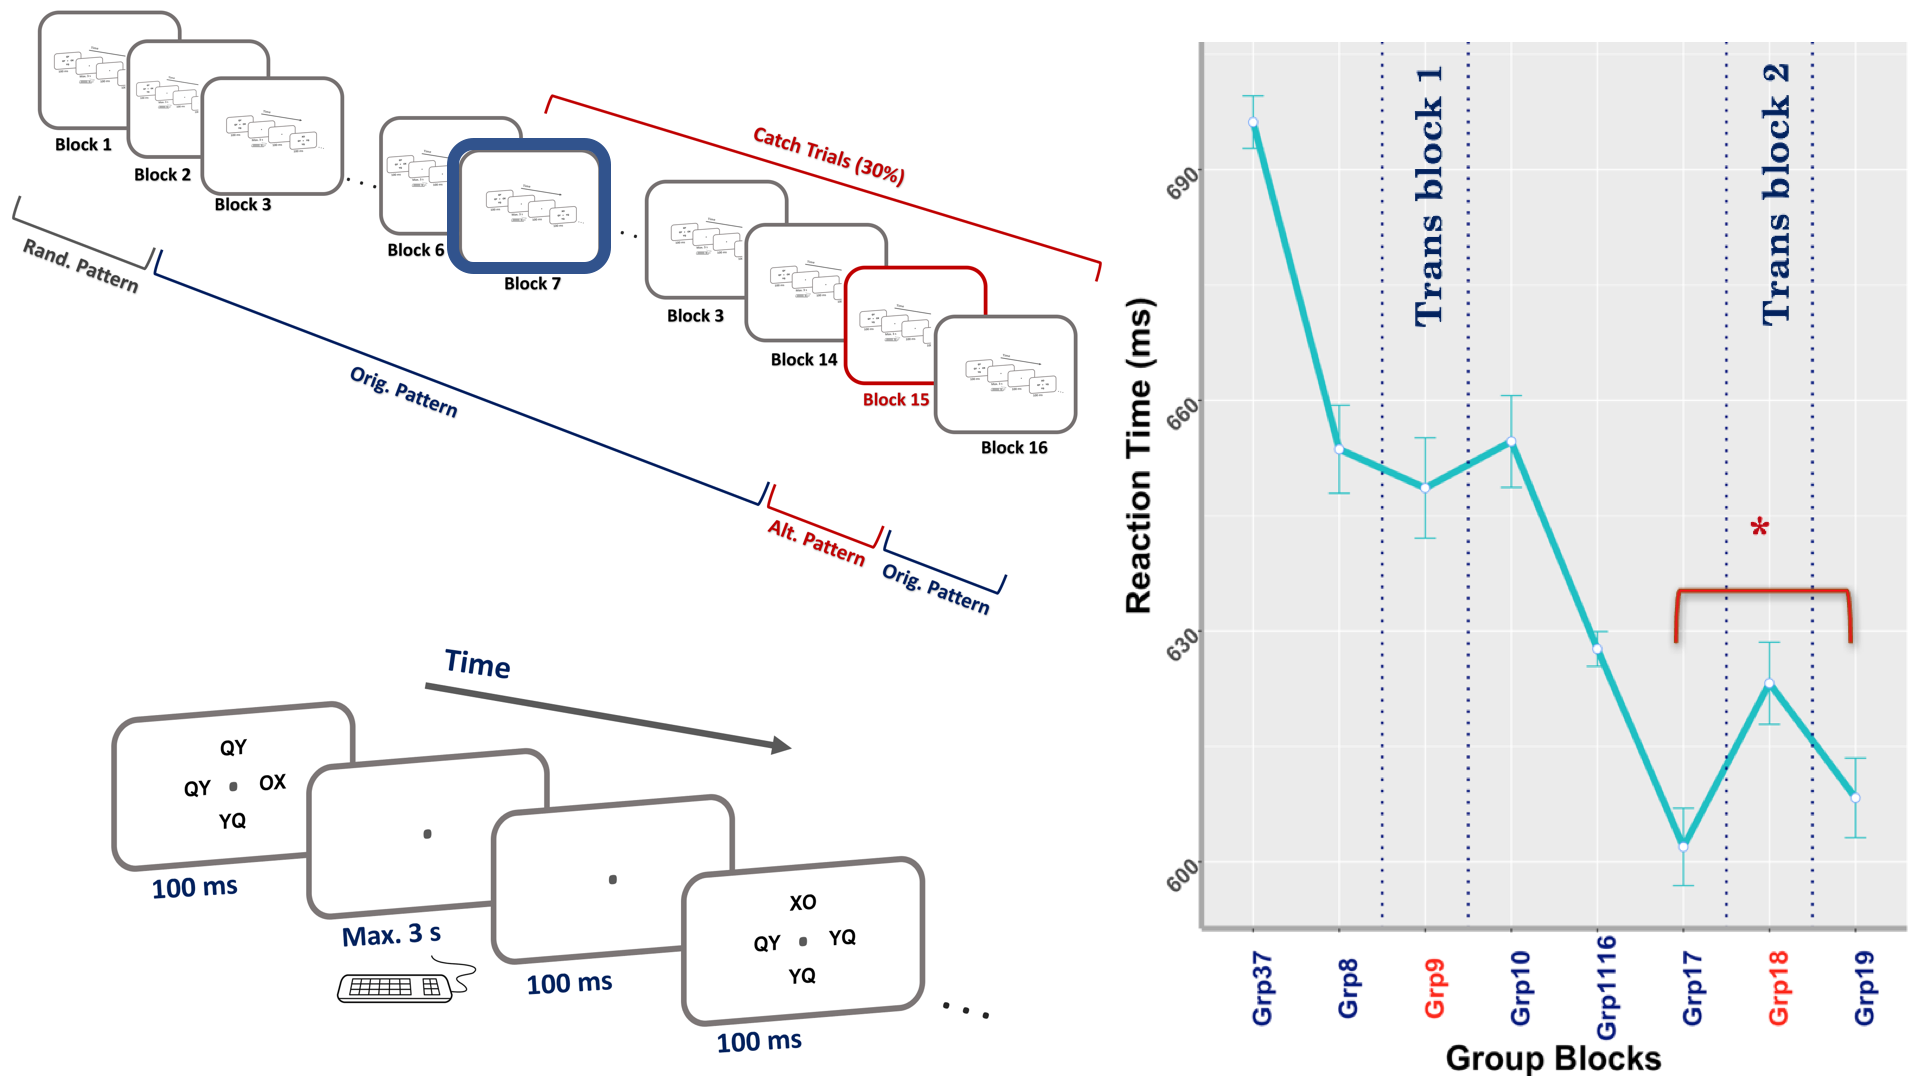 Block 1
Block 2
Block 3
Block 6
Block 7
Block 3
Block 14
Block 15
Block 16
Catch Trials (30%)
Rand. Pattern
Orig. Pattern
Alt. Pattern
Orig. Pattern
Time
QY
QY OX
YQ
100 ms
Max. 3 s
100 ms
XO
QY YQ
YQ
100 ms
Trans block 1
Trans block 2
*
Reaction Time (ms)
690
660
630
600
Grp37
Grp8
Grp9
Grp10
Grp1116
Grp17
Grp18
Grp19
Group Blocks